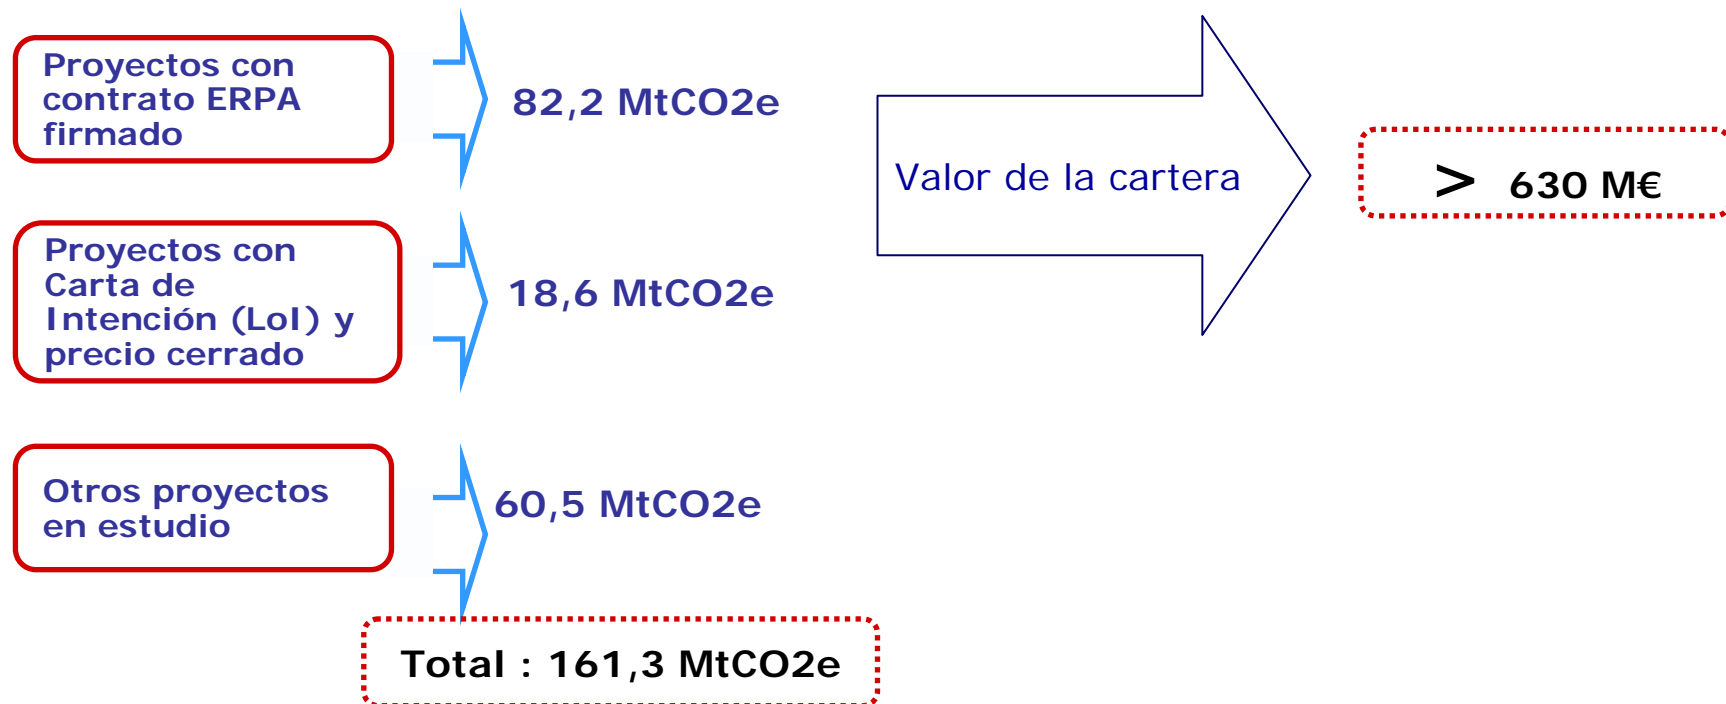 Proyectos con
contrato ERPA
firmado
82,2 MtCO2e
Proyectos con
Carta de
Intención (LoI) y
precio cerrado
18,6 MtCO2e
Otros proyectos
en estudio
60,5 MtCO2e
Total : 161,3 MtCO2e
Valor de la cartera
> 630 M€